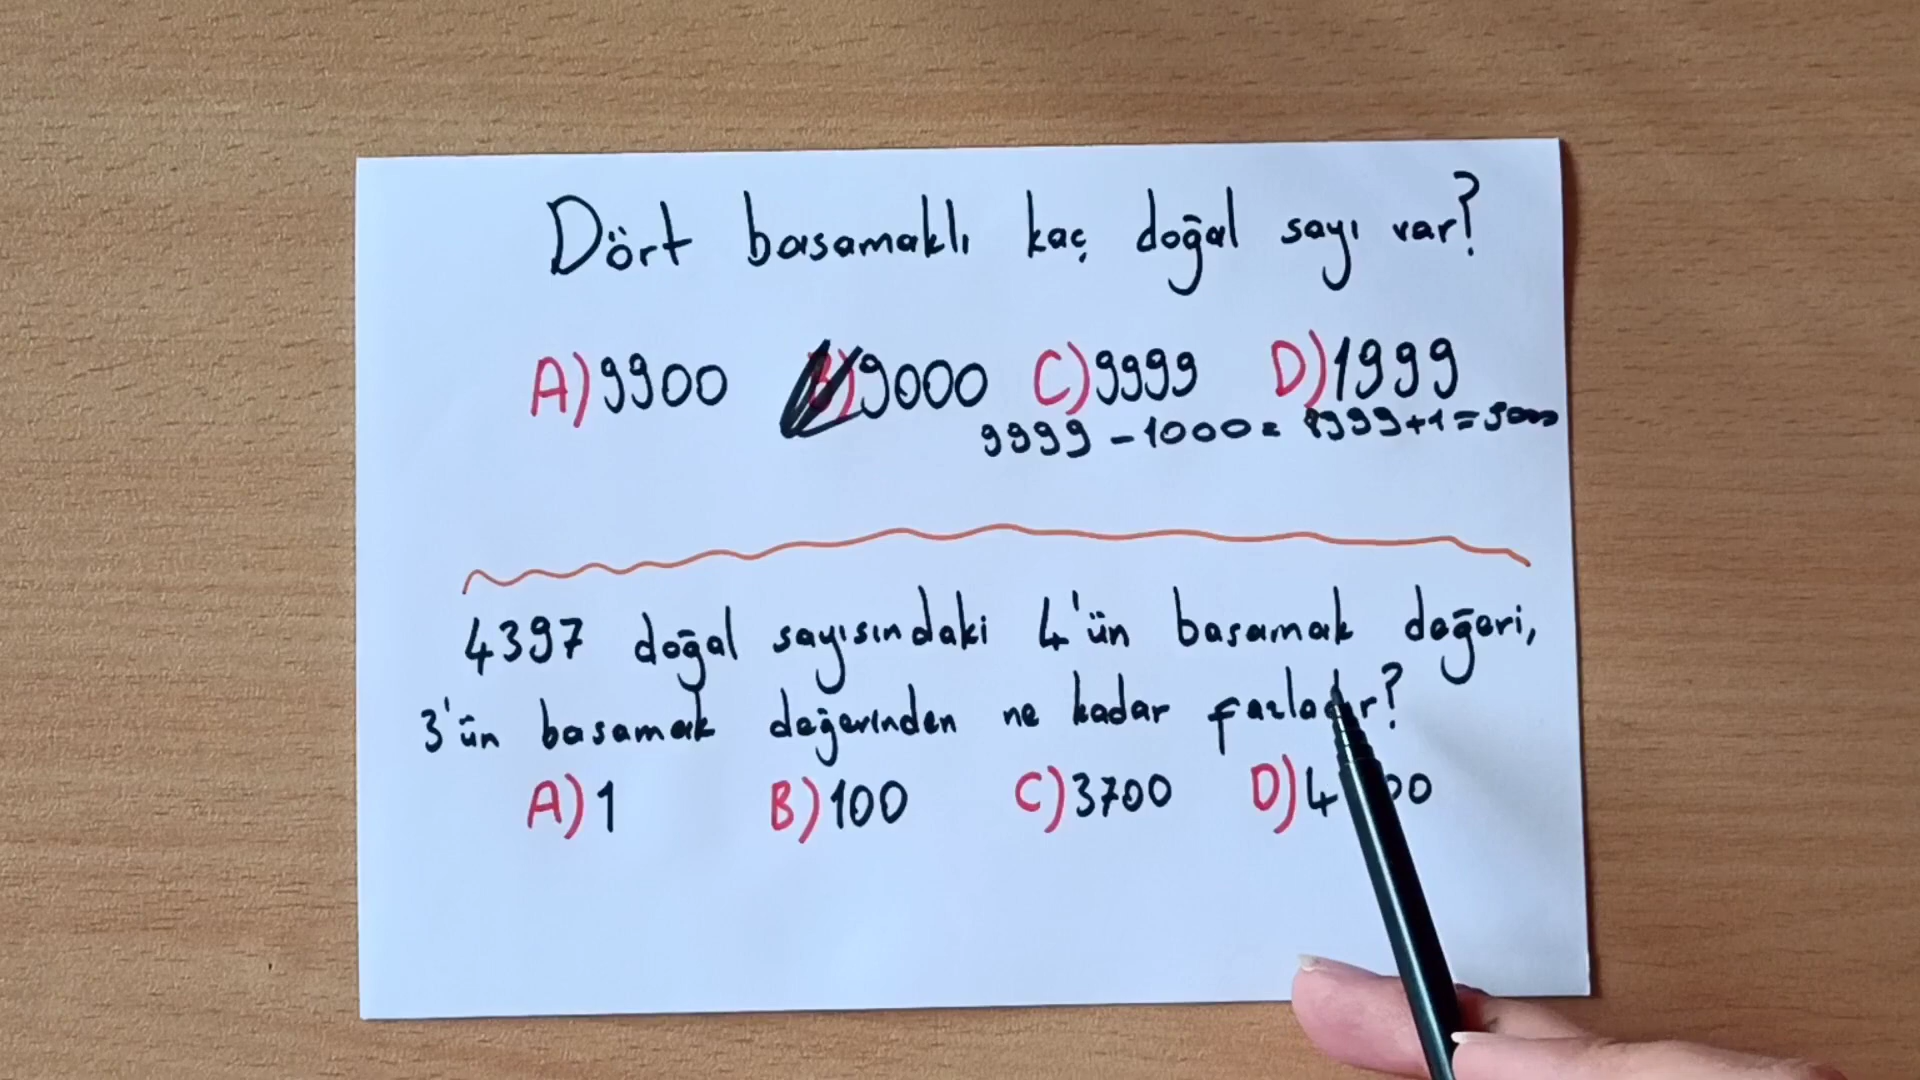 Dört basamaklı kaç doğal sayı var?
A) 9900 B) 9000 C) 9999 D) 1999
9999 - 1000 = 8999+1=9000
4397 doğal sayısındaki 4'ün basamak değeri,
3'ün basamak değerinden ne kadar fazladır?
A) 1 B) 100 C) 3700 D)